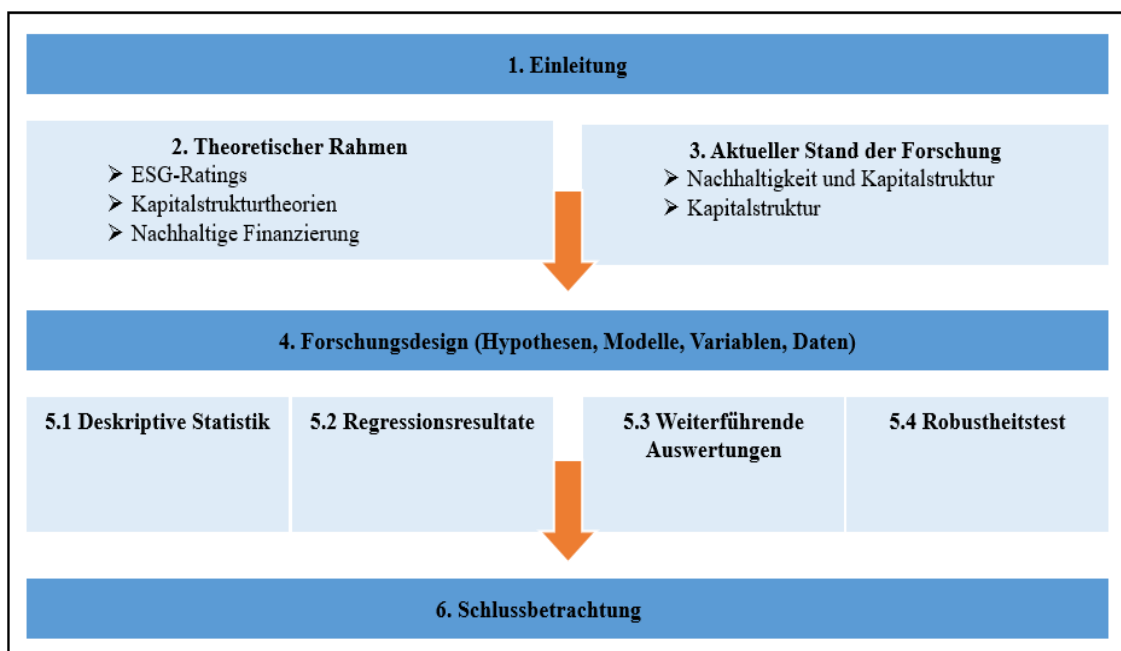 1. Einleitung
2. Theoretischer Rahmen
➢ ESG-Ratings
➢ Kapitalstrukturtheorien
➢ Nachhaltige Finanzierung
3. Aktueller Stand der Forschung
➢ Nachhaltigkeit und Kapitalstruktur
➢ Kapitalstruktur
4. Forschungsdesign (Hypothesen, Modelle, Variablen, Daten)
5.1 Deskriptive Statistik
5.2 Regressionsresultate
5.3 Weiterführende
Auswertungen
5.4 Robustheitstest
6. Schlussbetrachtung